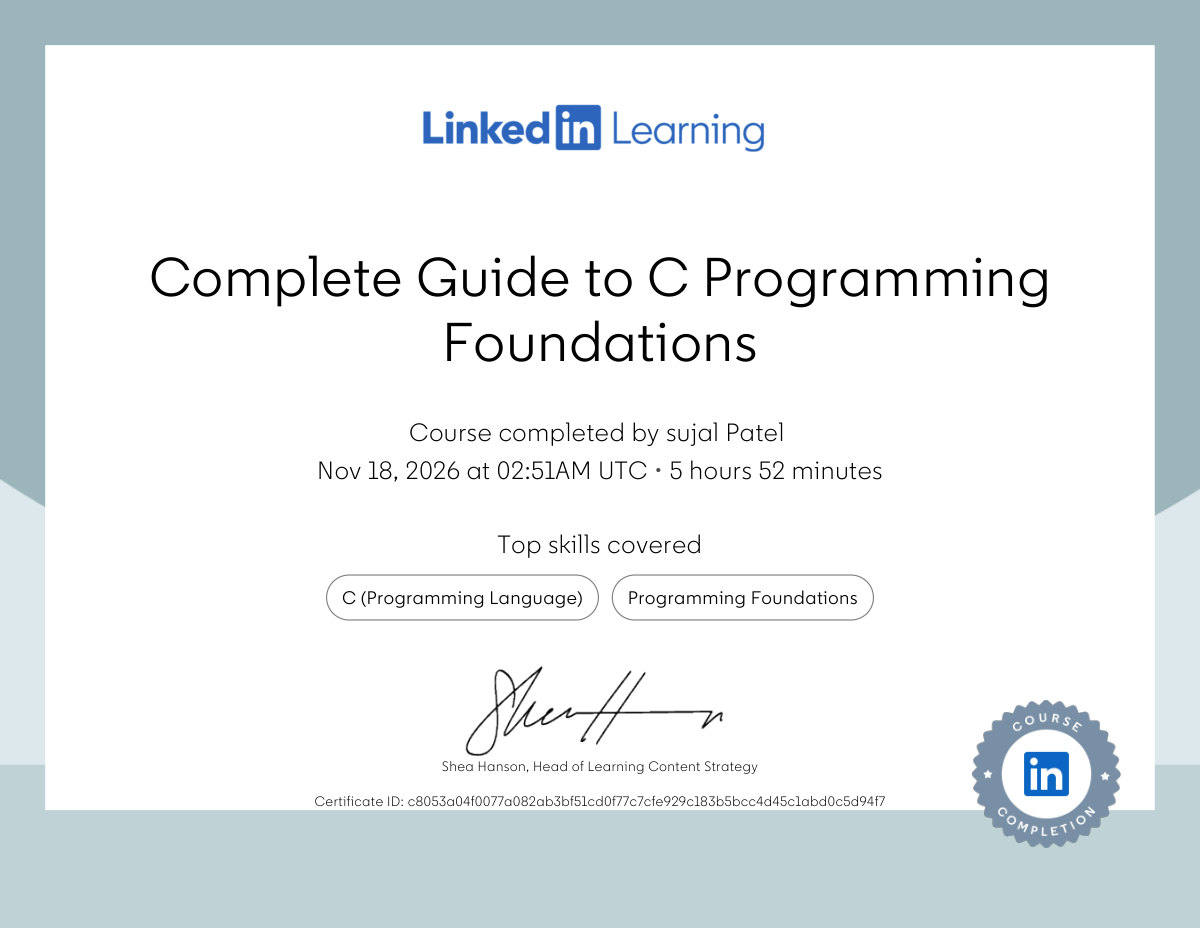 Linkedin Learning
Complete Guide to C Programming
Foundations
Course completed by sujal Patel
Nov 18, 2026 at 02:51AM UTC • 5 hours 52 minutes
Top skills covered
C (Programming Language) Programming Foundations
Shea Hanson, Head of Learning Content Strategy
Certificate ID: c8053a04f0077a082ab3bf51cd0f77c7cfe929c183b5bcc4d45c1abd0c5d94f7
COURSE
in
COMPLETION